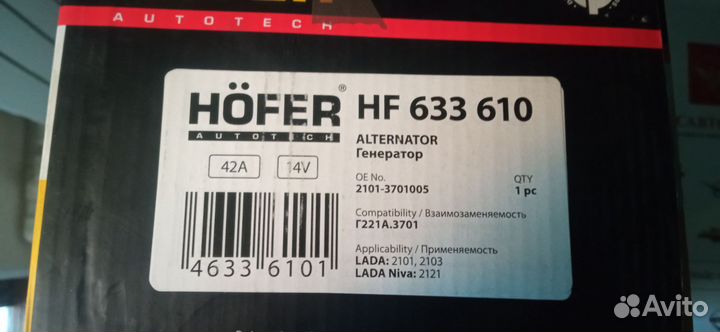 AUTOTECH
HÖFER®
AUTOTECH
HF 633 610
ALTERNATOR
Генератор
42A
14V
OE No.
2101-3701005
QTY
1 pc
Compatibility / Взаимозаменяемость
Г221А.3701
Applicability / Применяемость
LADA: 2101, 2103
LADA Niva: 2121
4633 6101
Avito